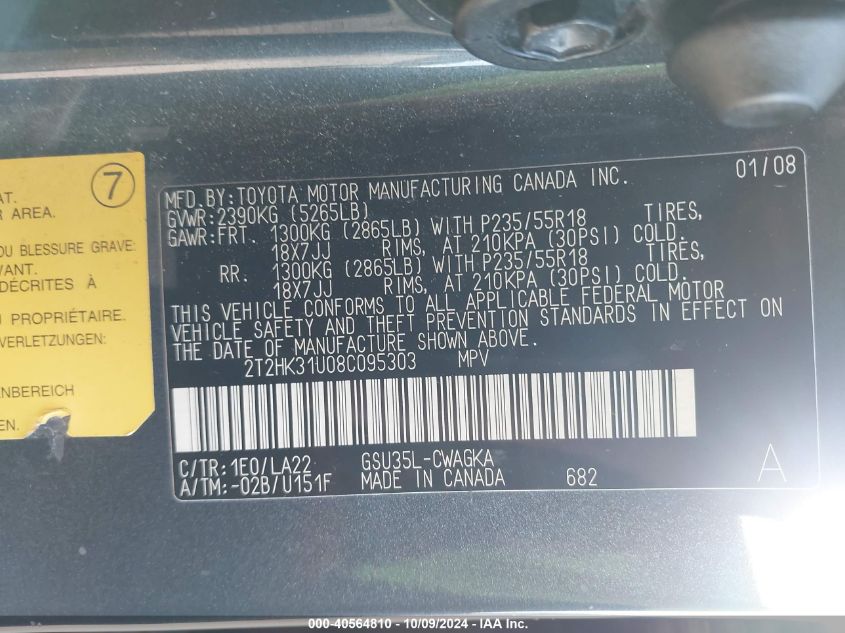 7
AT.
R AREA.
OU BLESSURE GRAVE:
VANT.
DÉCRITES À
U PROPRIÉTAIRE.
VERLETZUNGEN:
ENBEREICH
MFD.BY:TOYOTA MOTOR MANUFACTURING CANADA INC. 01/08
GVWR:2390KG (5265LB)
GAWR:FRT. 1300KG (2865LB) WITH P235/55R18 TIRES,
18X7JJ RIMS, AT 210KPA (30PSI) COLD.
RR. 1300KG (2865LB) WITH P235/55R18 TIRES,
18X7JJ RIMS, AT 210KPA (30PSI) COLD.
THIS VEHICLE CONFORMS TO ALL APPLICABLE FEDERAL MOTOR
VEHICLE SAFETY AND THEFT PREVENTION STANDARDS IN EFFECT ON
THE DATE OF MANUFACTURE SHOWN ABOVE.
2T2HK31U08C095303 MPV
C/TR:1E0/LA22 GSU35L-CWAGKA
A/TM:-02B/U151F MADE IN CANADA 682 A
000-40564810 - 10/09/2024 - IAA Inc.